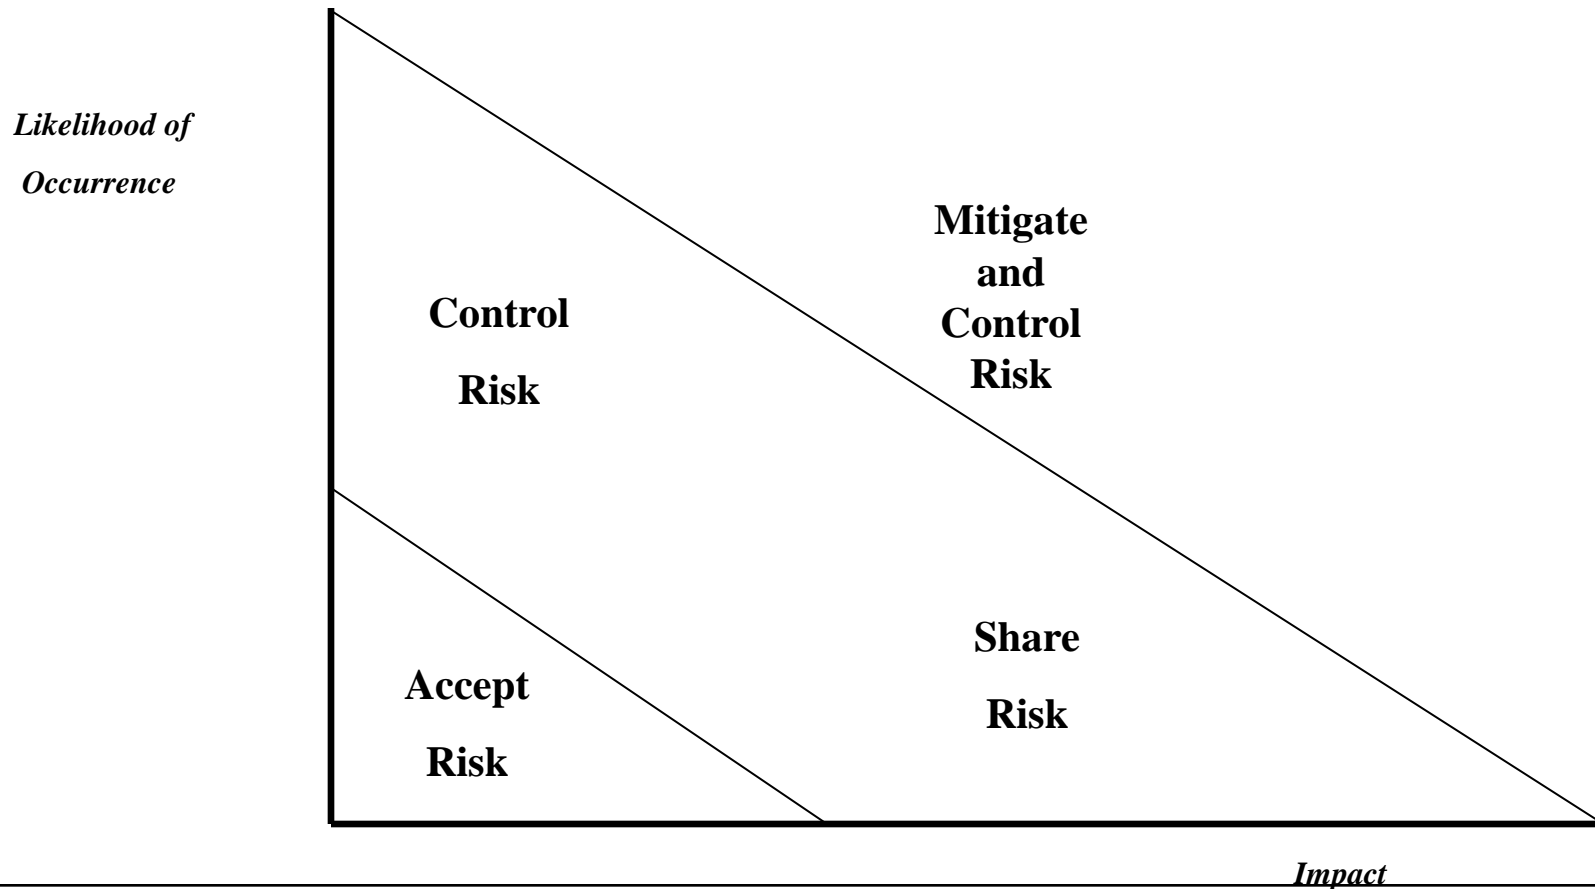 Likelihood of
Occurrence
Mitigate
and
Control
Risk
Control
Risk
Share
Risk
Accept
Risk
Impact